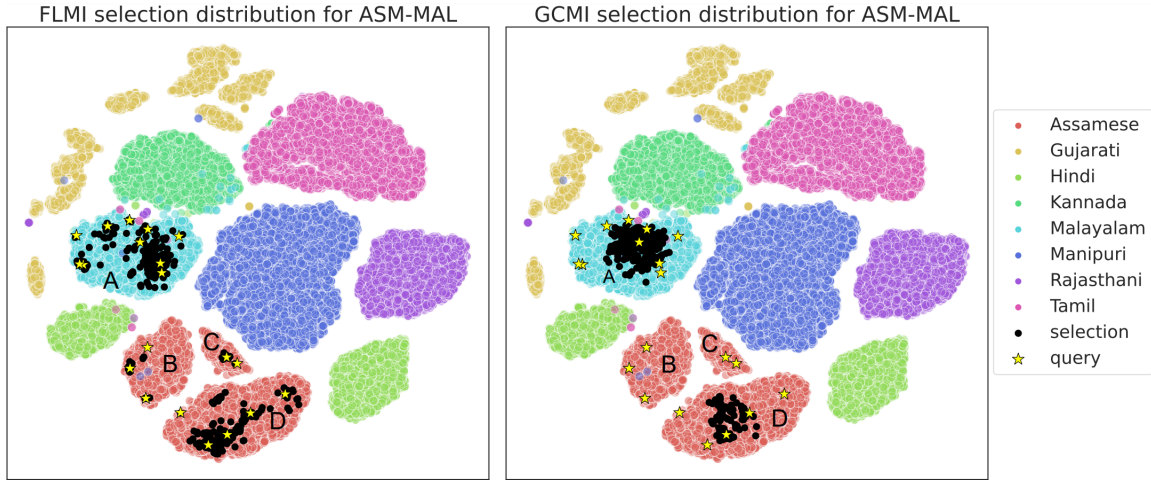 FLMI selection distribution for ASM-MAL
A
B
C
D
GCMI selection distribution for ASM-MAL
A
B
C
D
Assamese
Gujarati
Hindi
Kannada
Malayalam
Manipuri
Rajasthani
Tamil
selection
query